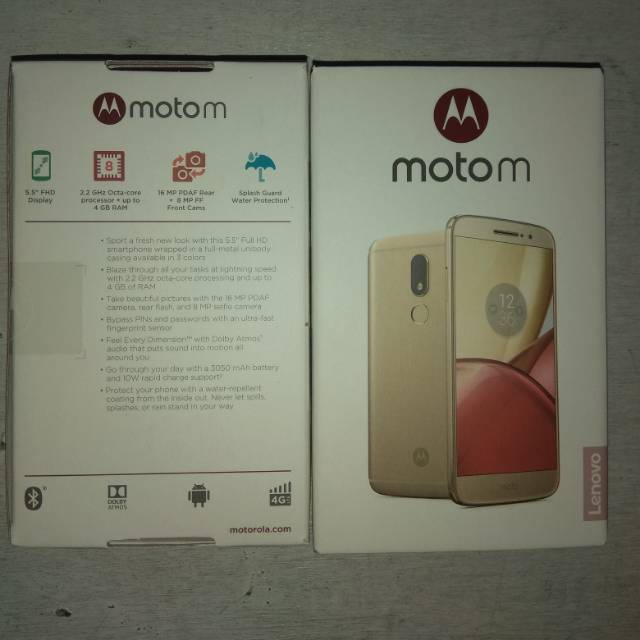 moto m
5.5" FHD
Display
8
2.2 GHz Octa-core
processor + up to
4 GB RAM
16 MP PDAF Rear
+ 8 MP FF
Front Cams
Splash Guard
Water Protection¹
• Sport a fresh new look with this 5.5" Full HD
smartphone wrapped in a full-metal unibody
casing available in 3 colors
• Blaze through all your tasks at lightning speed
with 2.2 GHz octa-core processing and up to
4 GB of RAM
• Take beautiful pictures with the 16 MP PDAF
camera, rear flash, and 8 MP selfie camera
• Bypass PINs and passwords with an ultra-fast
fingerprint sensor
• Feel Every Dimension™ with Dolby Atmos®
audio that puts sound into motion all
around you
• Go through your day with a 3050 mAh battery
and 10W rapid charge support²
• Protect your phone with a water-repellent
coating from the inside out. Never let spills,
splashes, or rain stand in your way
DOLBY
ATMOS
4G
motorola.com
moto m
12
Lenovo